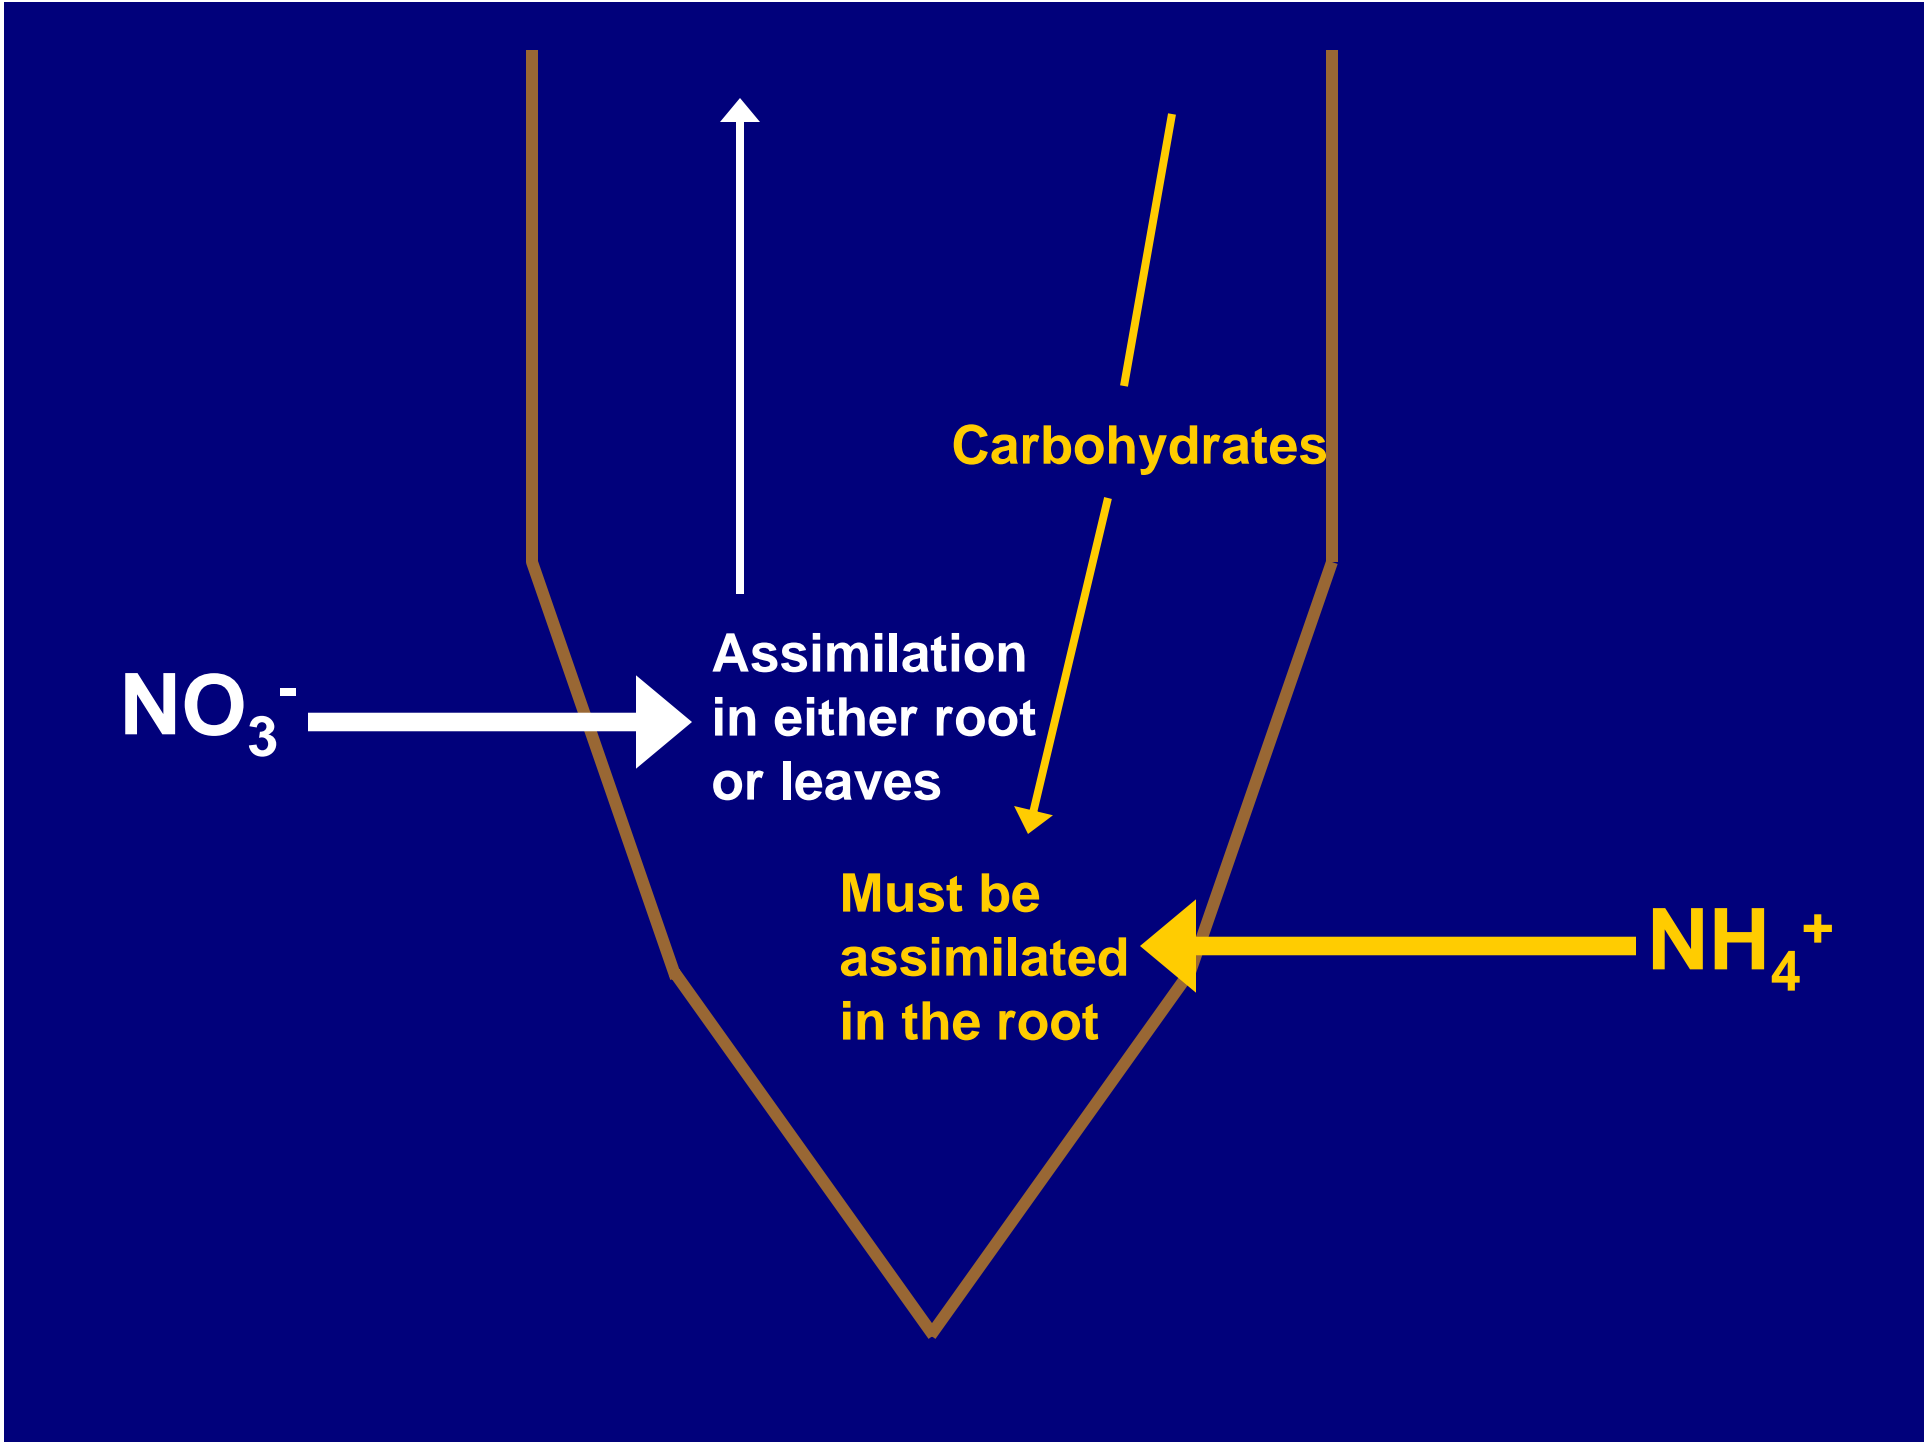 Carbohydrates
NO₃⁻
Assimilation
in either root
or leaves
Must be
assimilated
in the root
NH₄⁺